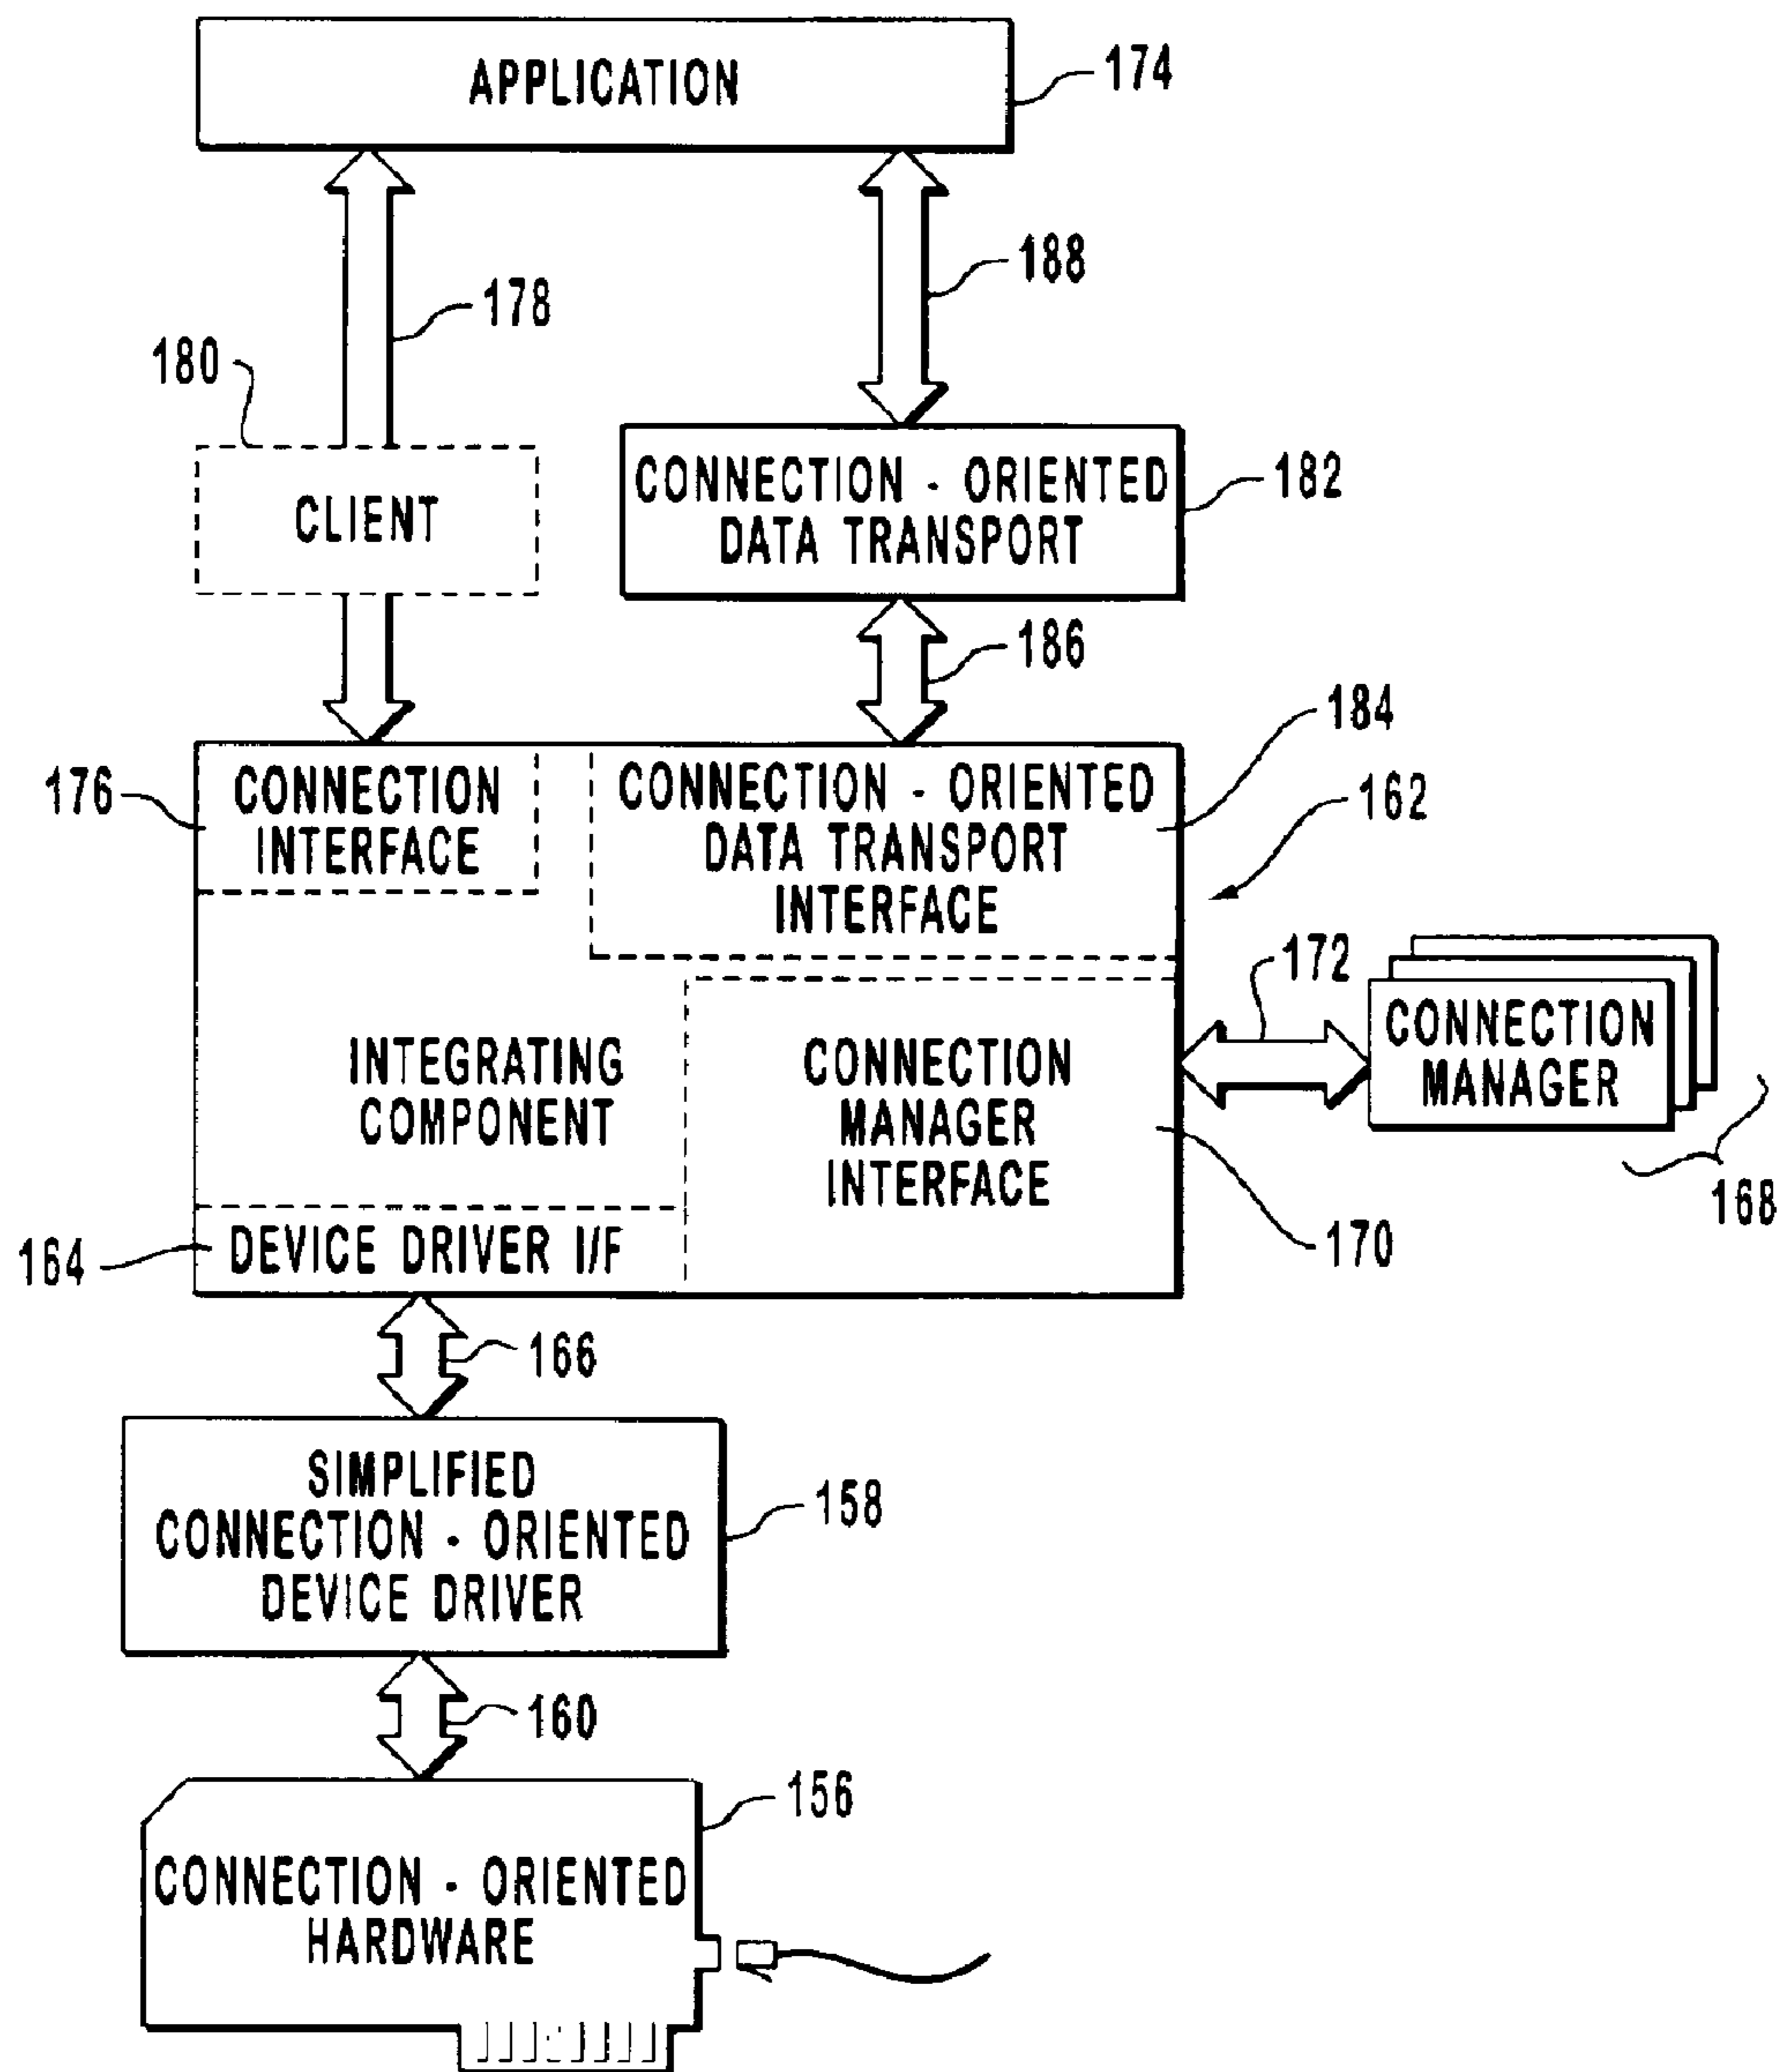 APPLICATION
174
188
178
180
CLIENT
CONNECTION - ORIENTED
DATA TRANSPORT
182
186
184
162
176
CONNECTION
INTERFACE
CONNECTION - ORIENTED
DATA TRANSPORT
INTERFACE
172
CONNECTION
MANAGER
168
INTEGRATING
COMPONENT
CONNECTION
MANAGER
INTERFACE
170
164
DEVICE DRIVER I/F
166
SIMPLIFIED
CONNECTION - ORIENTED
DEVICE DRIVER
158
160
156
CONNECTION - ORIENTED
HARDWARE